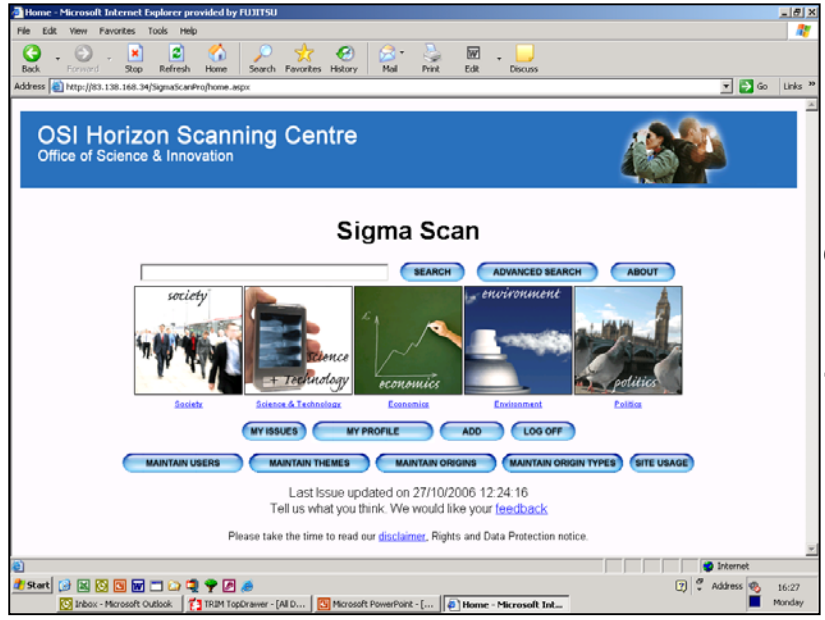 Home - Microsoft Internet Explorer provided by FUJITSU
File Edit View Favorites Tools Help
Back Forward Stop Refresh Home Search Favorites History Mail Print Edit Discuss
Address http://83.138.168.34/SigmaScanPro/home.aspx Go Links »
OSI Horizon Scanning Centre
Office of Science & Innovation
Sigma Scan
SEARCH ADVANCED SEARCH ABOUT
society science + Technology economics environment politics
Society Science & Technology Economics Environment Politics
MY ISSUES MY PROFILE ADD LOG OFF
MAINTAIN USERS MAINTAIN THEMES MAINTAIN ORIGINS MAINTAIN ORIGIN TYPES SITE USAGE
Last Issue updated on 27/10/2006 12:24:16
Tell us what you think. We would like your feedback
Please take the time to read our disclaimer, Rights and Data Protection notice.
Internet
Start Address 16:27
Inbox - Microsoft Outlook TRIM TopDrawer - [All D... Microsoft PowerPoint - [... Home - Microsoft Int... Monday